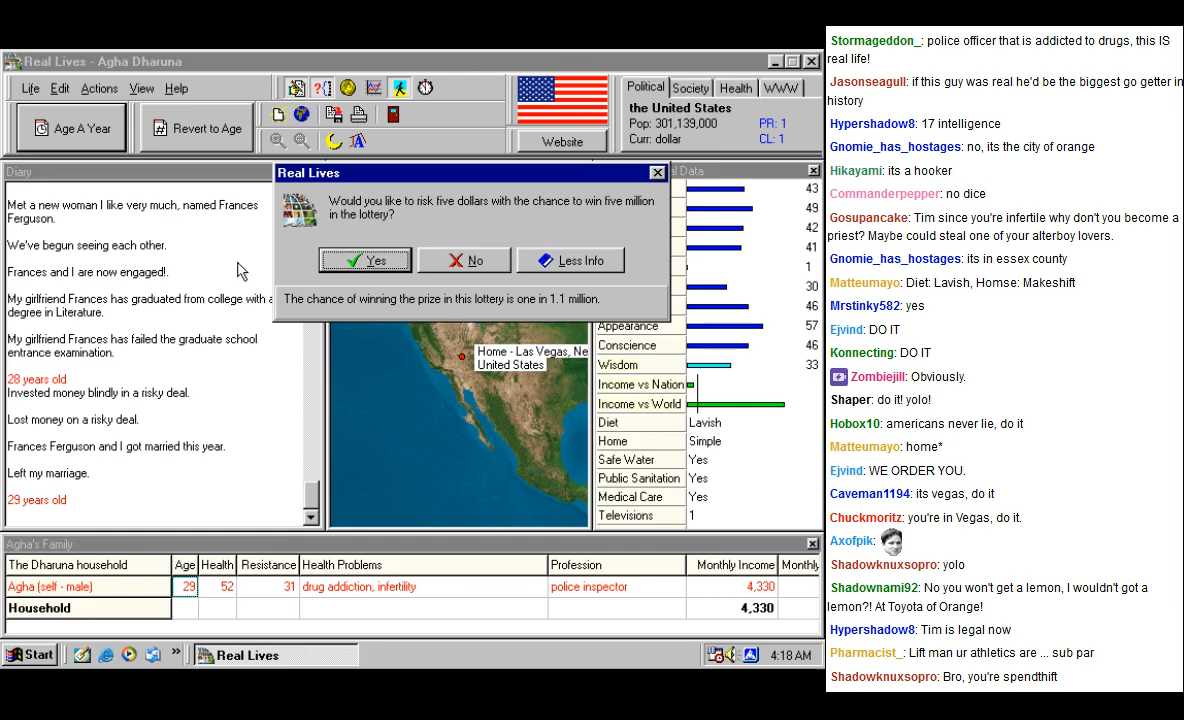 Real Lives - Agha Dharuna
Life Edit Actions View Help
Age A Year
Revert to Age
Website
Political Society Health WWW
the United States
Pop: 301,139,000 PR: 1
Curr: dollar CL: 1
Diary
Met a new woman I like very much, named Frances
Ferguson.
We've begun seeing each other.
Frances and I are now engaged!.
My girlfriend Frances has graduated from college with a
degree in Literature.
My girlfriend Frances has failed the graduate school
entrance examination.
28 years old
Invested money blindly in a risky deal.
Lost money on a risky deal.
Frances Ferguson and I got married this year.
Left my marriage.
29 years old
Real Lives
Would you like to risk five dollars with the chance to win five million
in the lottery?
Yes
No
Less Info
The chance of winning the prize in this lottery is one in 1.1 million.
Home - Las Vegas, Ne
United States
al Data
43
49
42
41
1
30
46
Appearance 57
Conscience 46
Wisdom 33
Income vs Nation
Income vs World
Diet Lavish
Home Simple
Safe Water Yes
Public Sanitation Yes
Medical Care Yes
Televisions 1
Agha's Family
The Dharuna household Age Health Resistance Health Problems Profession Monthly Income Monthly
Agha (self - male) 29 52 31 drug addiction, infertility police inspector 4,330
Household 4,330
Start
Real Lives
4:18 AM
Stormageddon_: police officer that is addicted to drugs, this IS
real life!
Jasonseagull: if this guy was real he'd be the biggest go getter in
history
Hypershadow8: 17 intelligence
Gnomie_has_hostages: no, its the city of orange
Hikayami: its a hooker
Commanderpepper: no dice
Gosupancake: Tim since you're infertile why don't you become a
priest? Maybe could steal one of your alterboy lovers.
Gnomie_has_hostages: its in essex county
Matteumayo: Diet: Lavish, Homse: Makeshift
Mrstinky582: yes
Ejvind: DO IT
Konnecting: DO IT
Zombiejill: Obviously.
Shaper: do it! yolo!
Hobox10: americans never lie, do it
Matteumayo: home*
Ejvind: WE ORDER YOU.
Caveman1194: its vegas, do it
Chuckmoritz: you're in Vegas, do it.
Axofpik:
Shadowknuxsopro: yolo
Shadownami92: No you won't get a lemon, I wouldn't got a
lemon?! At Toyota of Orange!
Hypershadow8: Tim is legal now
Pharmacist_: Lift man ur athletics are ... sub par
Shadowknuxsopro: Bro, you're spendthift